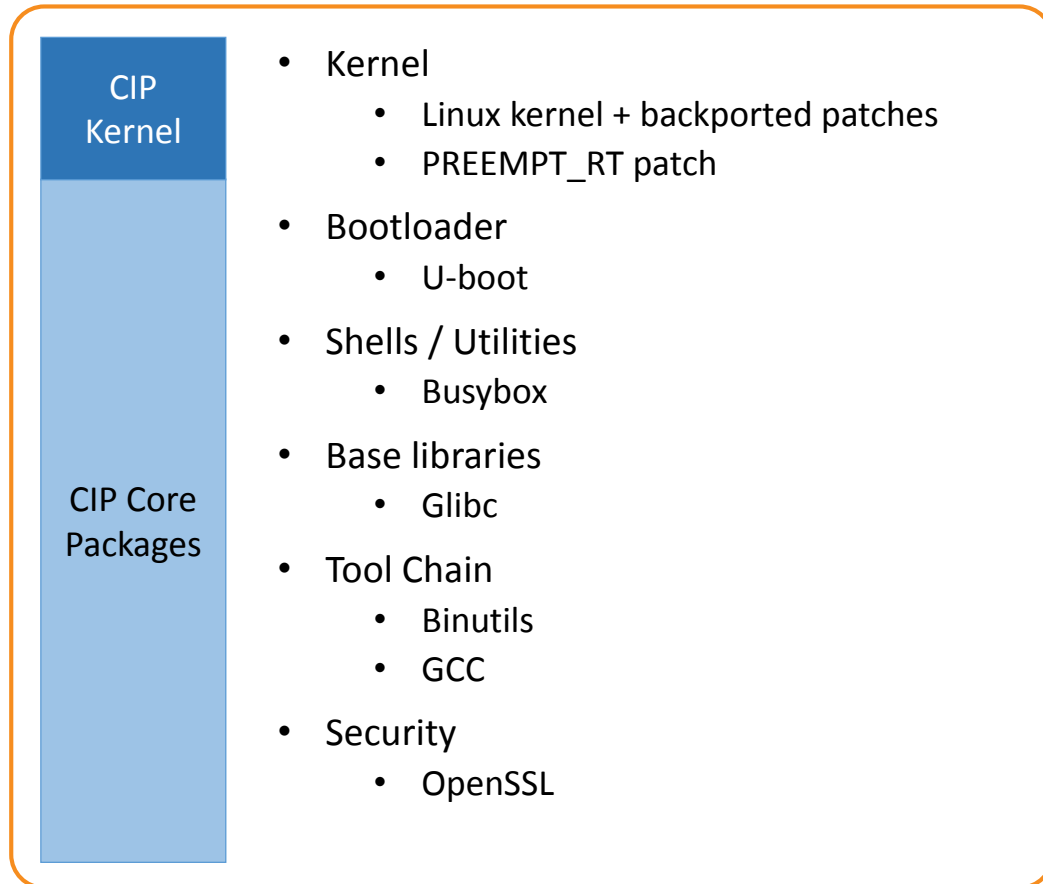 CIP
Kernel
• Kernel
• Linux kernel + backported patches
• PREEMPT_RT patch
CIP Core
Packages
• Bootloader
• U-boot
• Shells / Utilities
• Busybox
• Base libraries
• Glibc
• Tool Chain
• Binutils
• GCC
• Security
• OpenSSL